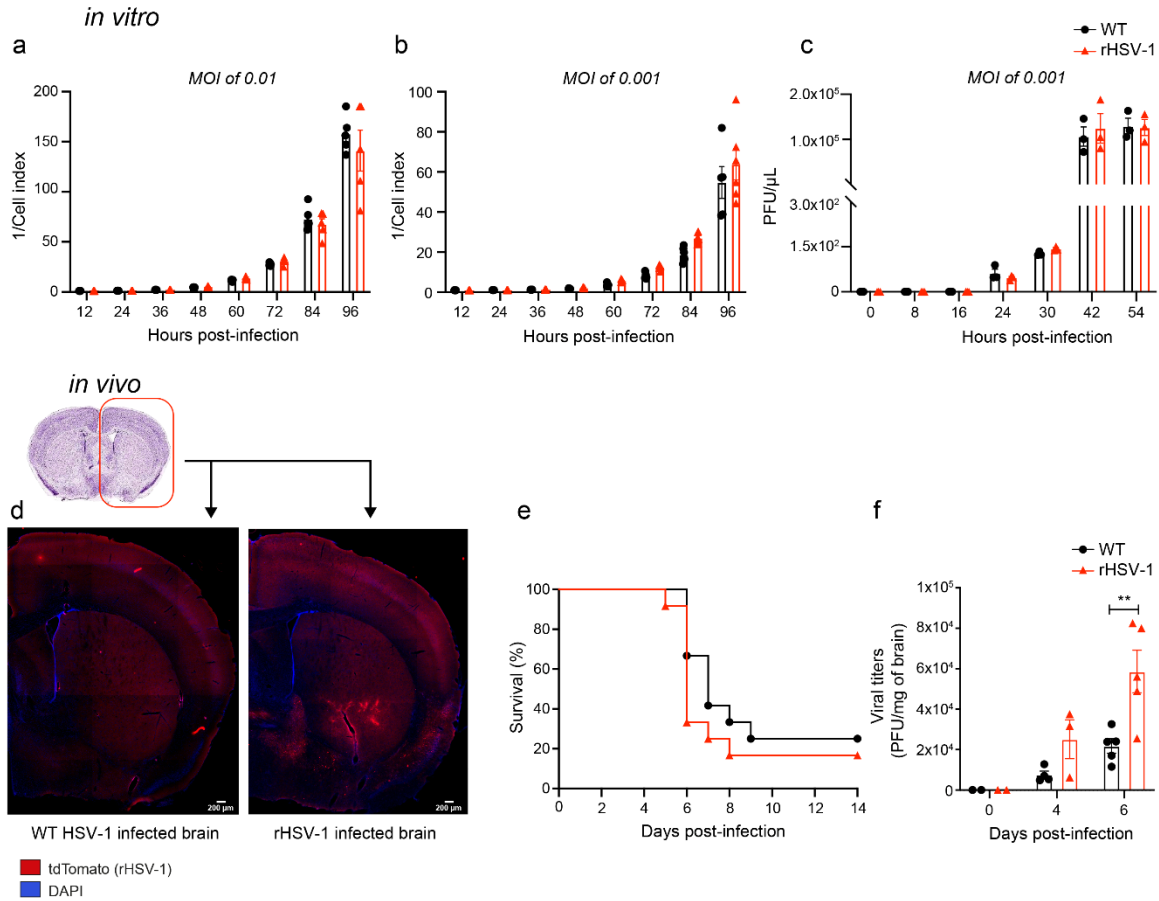 in vitro
a
MOI of 0.01
1/Cell index
200
150
100
50
0
12 24 36 48 60 72 84 96
Hours post-infection
b
MOI of 0.001
1/Cell index
100
80
60
40
20
0
12 24 36 48 60 72 84 96
Hours post-infection
c
WT
rHSV-1
MOI of 0.001
PFU/µL
2.0x10⁵
1.0x10⁵
3.0x10²
1.5x10²
0
0 8 16 24 30 42 54
Hours post-infection
in vivo
d
200 µm
200 µm
WT HSV-1 infected brain
rHSV-1 infected brain
tdTomato (rHSV-1)
DAPI
e
Survival (%)
100
80
60
40
20
0
0 2 4 6 8 10 12 14
Days post-infection
f
WT
rHSV-1
Viral titers
(PFU/mg of brain)
1x10⁵
8x10⁴
6x10⁴
4x10⁴
2x10⁴
0
**
0 4 6
Days post-infection